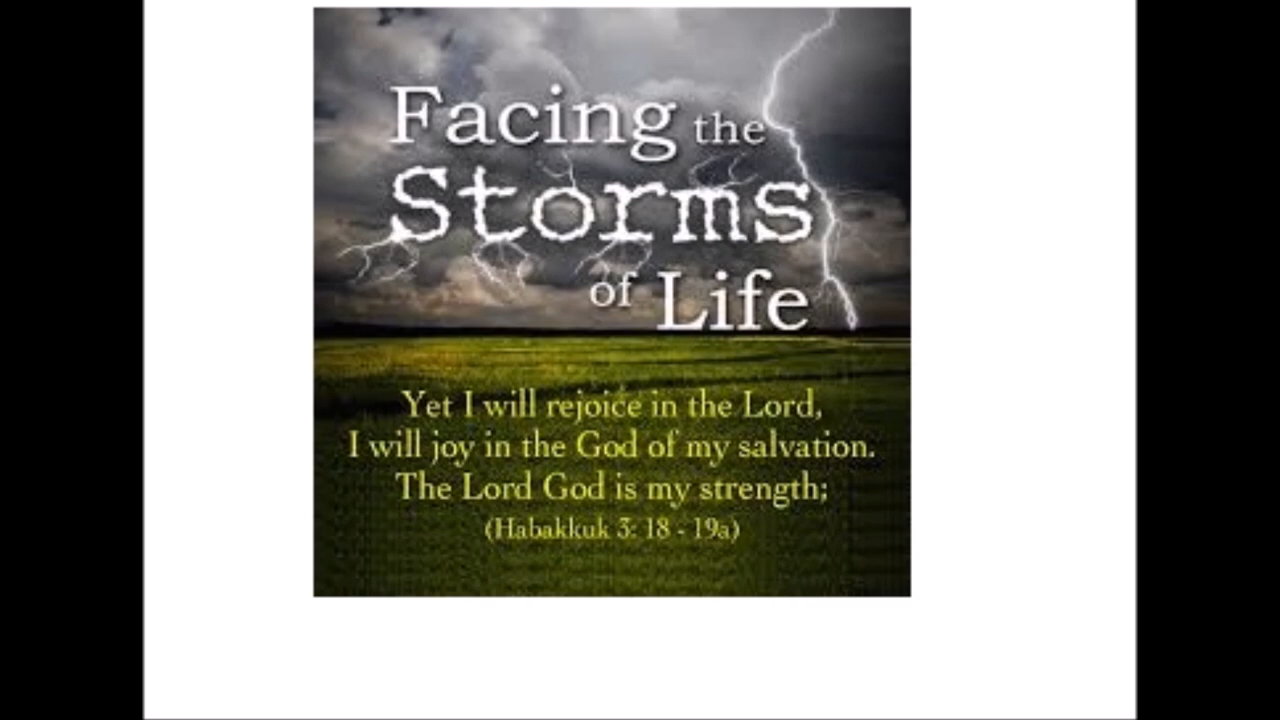 Facing the
Storms
of Life
Yet I will rejoice in the Lord,
I will joy in the God of my salvation.
The Lord God is my strength;
(Habakkuk 3: 18 - 19a)